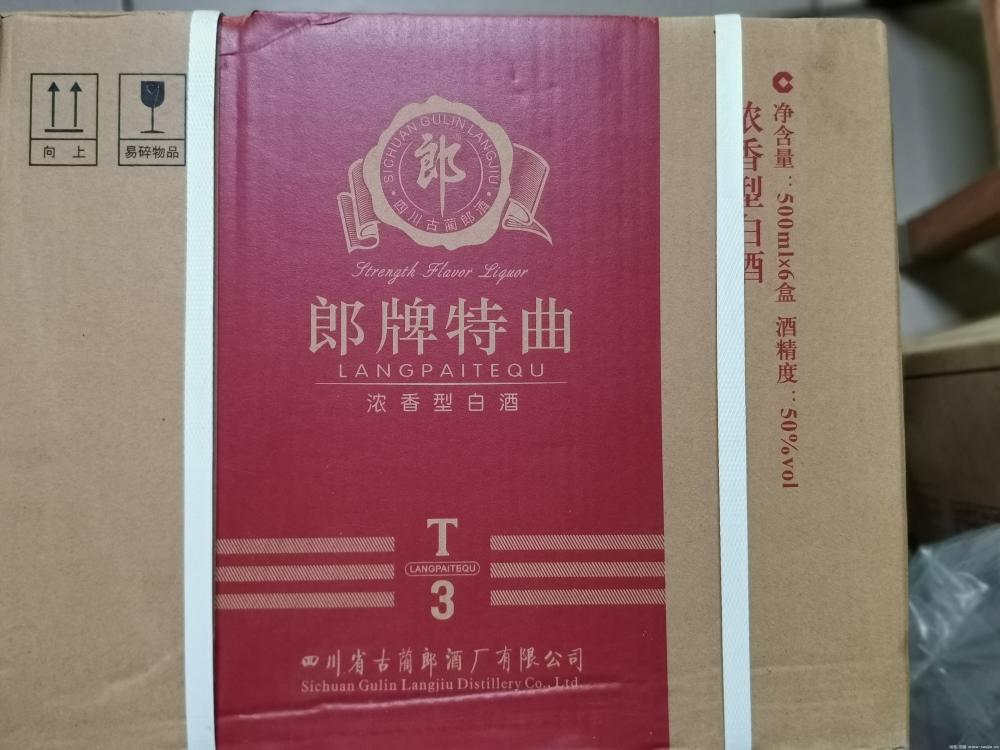 向上
易碎物品
SICHUAN GULIN LANGJIU
郎
四川古蔺郎酒
Strength Flavor Liquor
郎牌特曲
LANGPAITEQU
浓香型白酒
T
LANGPAITEQU
3
四川省古蔺郎酒厂有限公司
Sichuan Gulin Langjiu Distillery Co., Ltd.
浓香型白酒
净含量：500ml×6盒 酒精度：50%vol